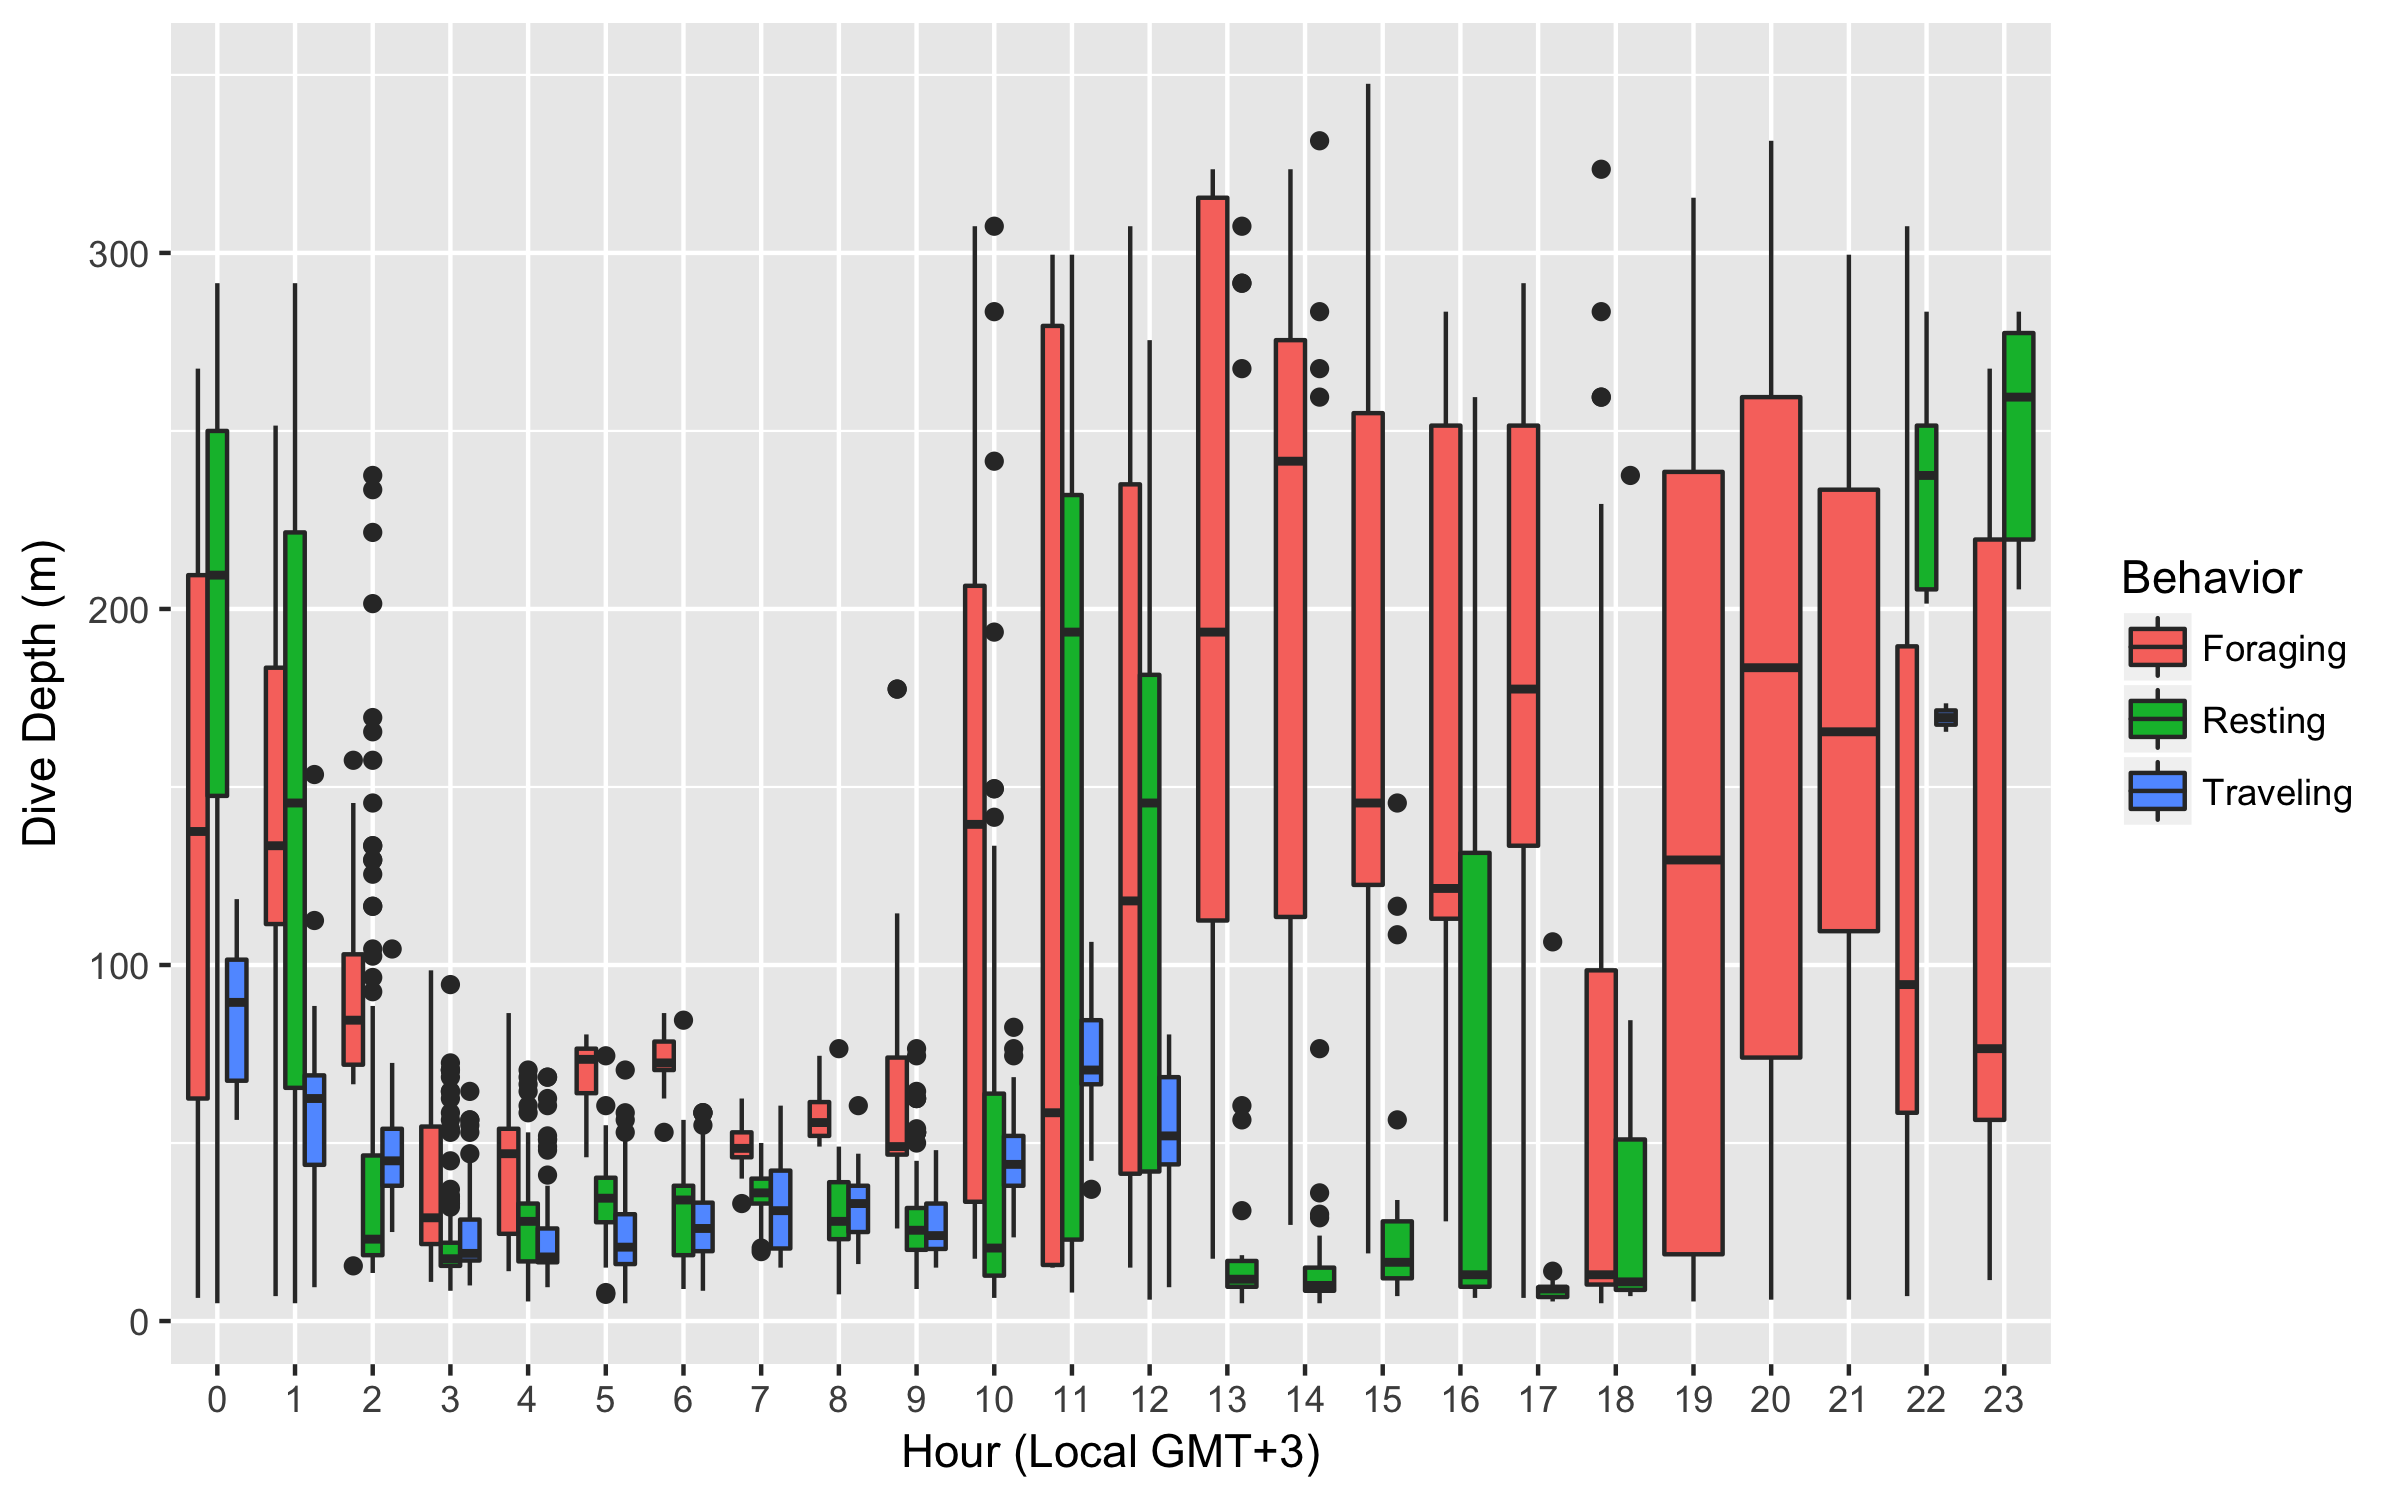 Dive Depth (m)
300
200
100
0
0 1 2 3 4 5 6 7 8 9 10 11 12 13 14 15 16 17 18 19 20 21 22 23
Hour (Local GMT+3)
Behavior
Foraging
Resting
Traveling